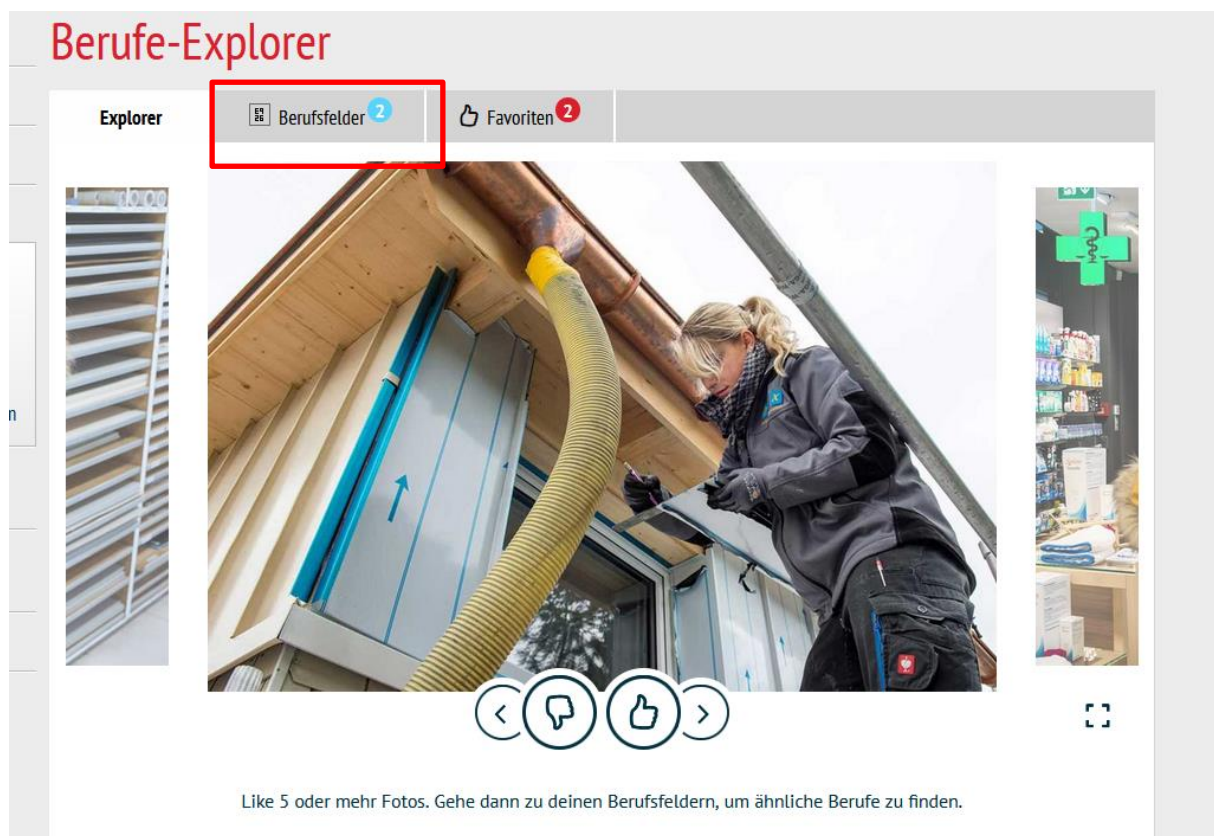 Berufe-Explorer
Explorer
Berufsfelder 2
Favoriten 2
Like 5 oder mehr Fotos. Gehe dann zu deinen Berufsfeldern, um ähnliche Berufe zu finden.